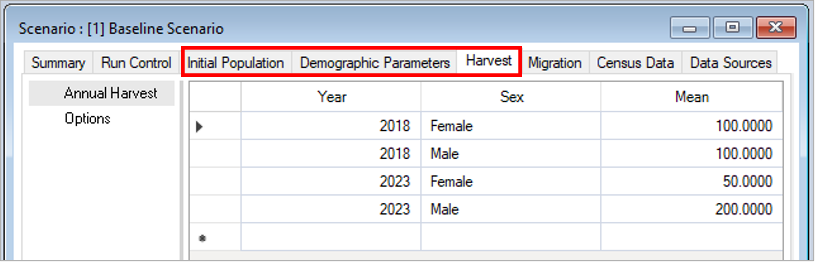 Scenario : [1] Baseline Scenario
Summary Run Control Initial Population Demographic Parameters Harvest Migration Census Data Data Sources
Annual Harvest
Options
Year Sex Mean
2018 Female 100.0000
2018 Male 100.0000
2023 Female 50.0000
2023 Male 200.0000